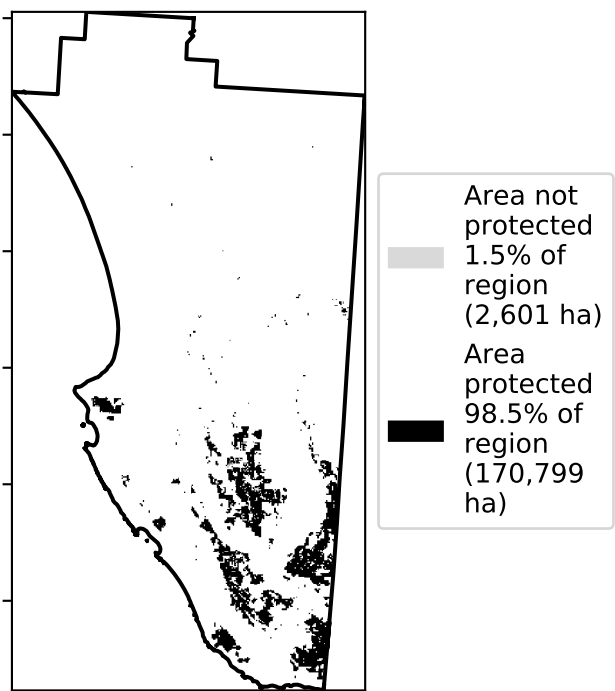 Area not
protected
1.5% of
region
(2,601 ha)
Area
protected
98.5% of
region
(170,799
ha)